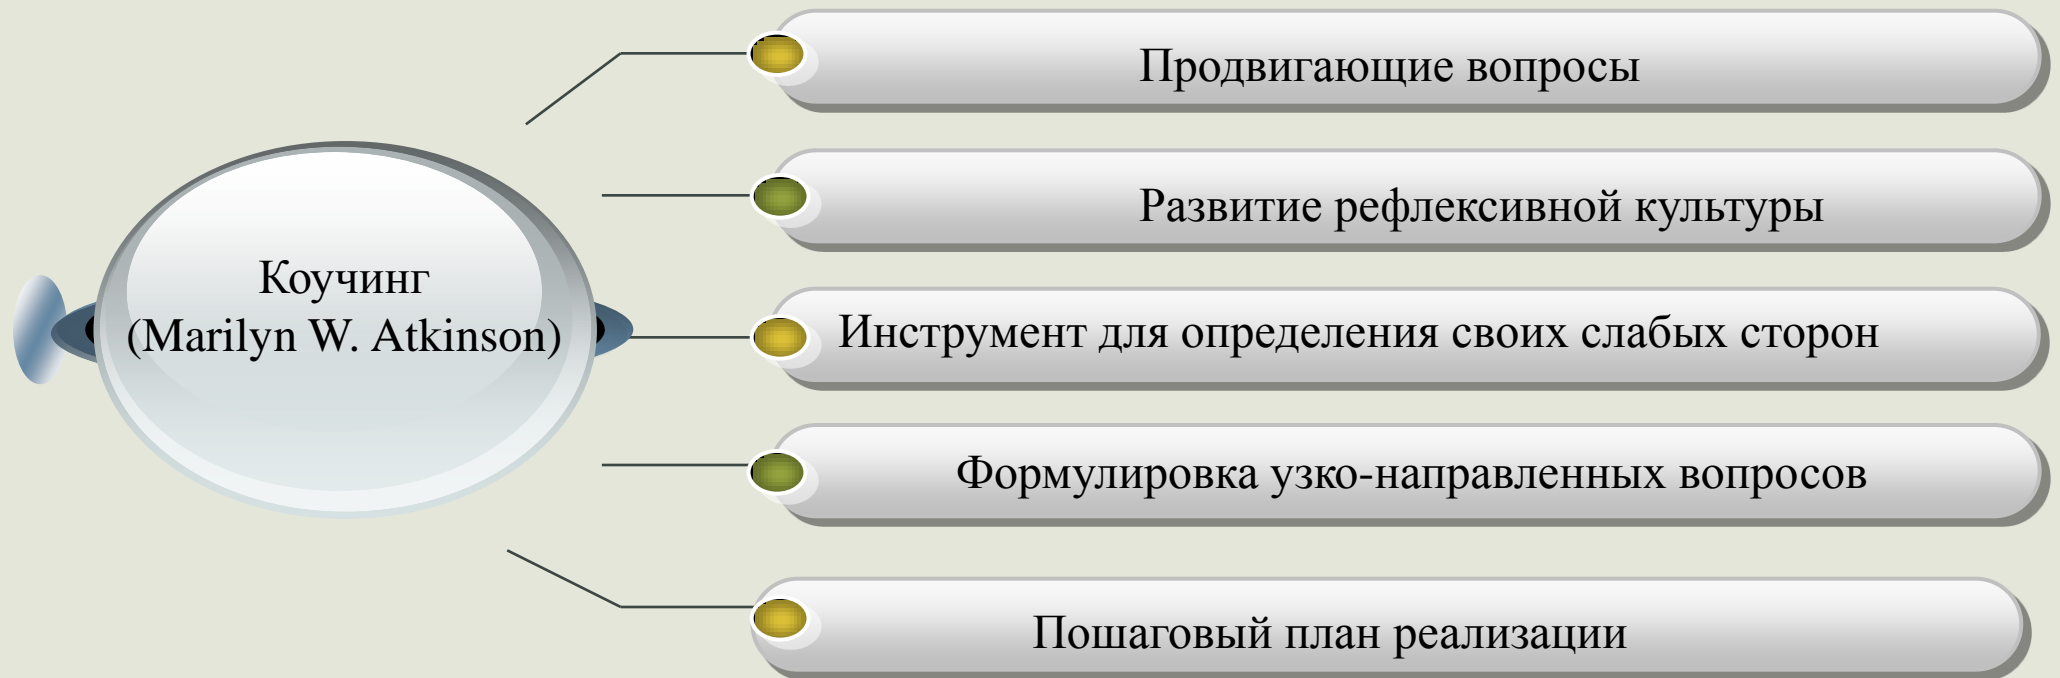 Коучинг
(Marilyn W. Atkinson)
Продвигающие вопросы
Развитие рефлексивной культуры
Инструмент для определения своих слабых сторон
Формулировка узко-направленных вопросов
Пошаговый план реализации